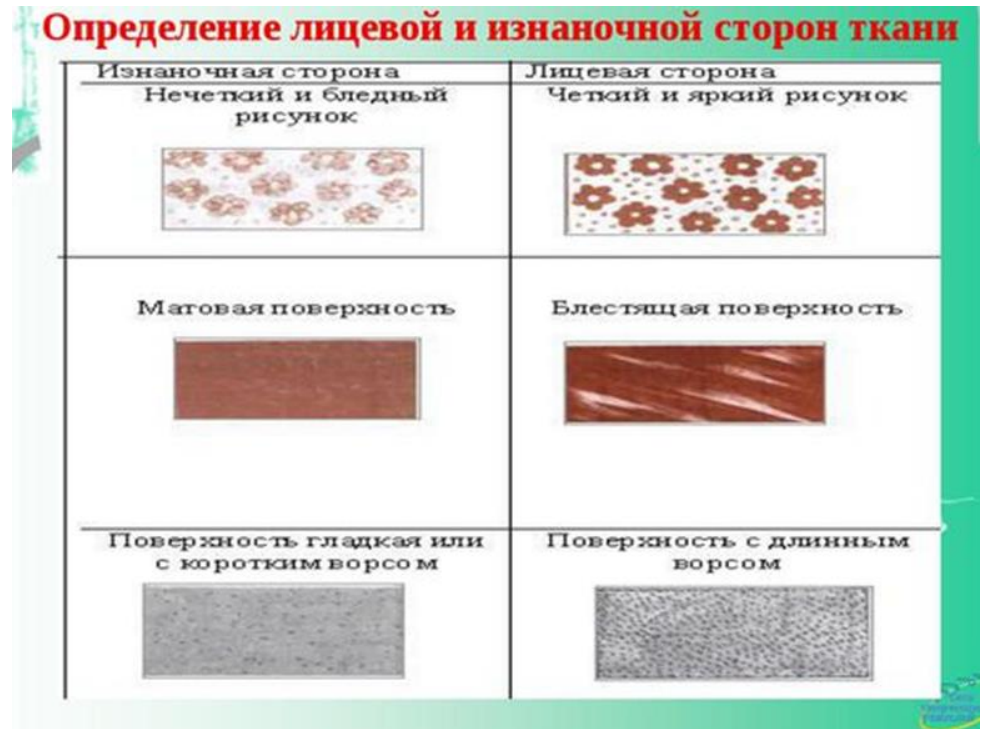 Определение лицевой и изнаночной сторон ткани
Изнаночная сторона
Лицевая сторона
Нечеткий и бледный
рисунок
Четкий и яркий рисунок
Матовая поверхность
Блестящая поверхность
Поверхность гладкая или
с коротким ворсом
Поверхность с длинным
ворсом